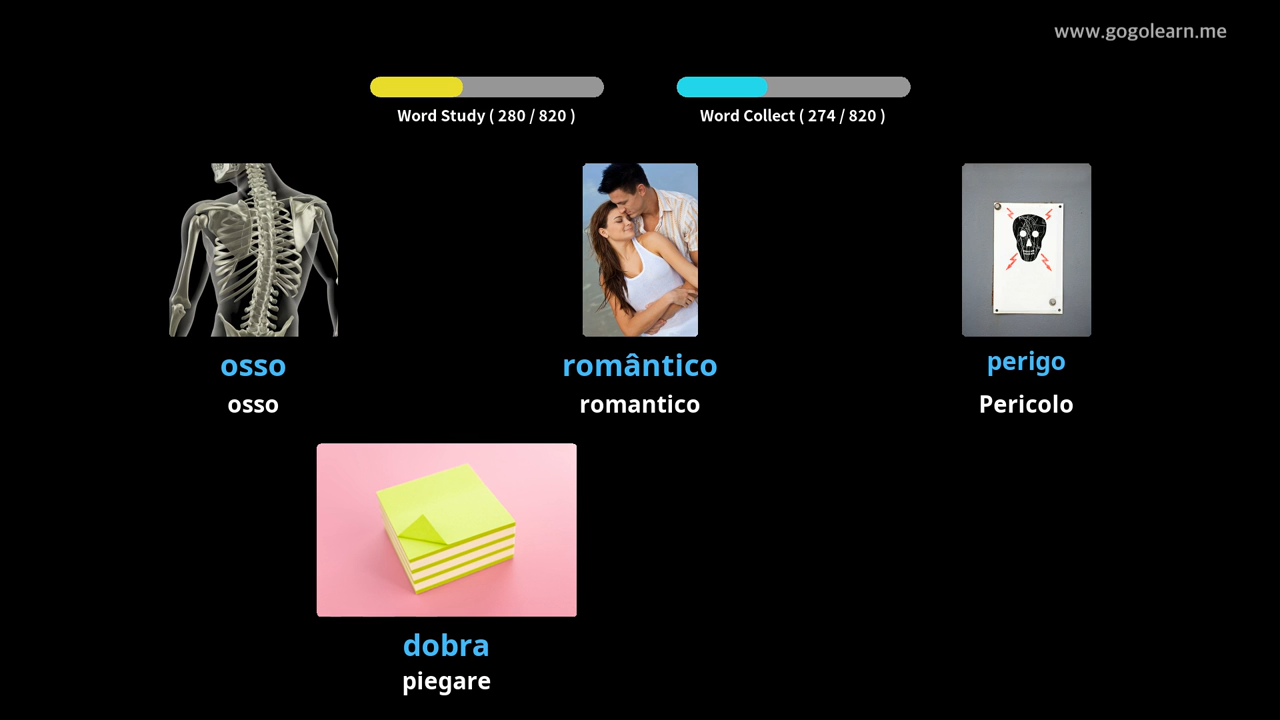 www.gogolearn.me
Word Study ( 280 / 820 )
Word Collect ( 274 / 820 )
osso
osso
romântico
romantico
perigo
Pericolo
dobra
piegare